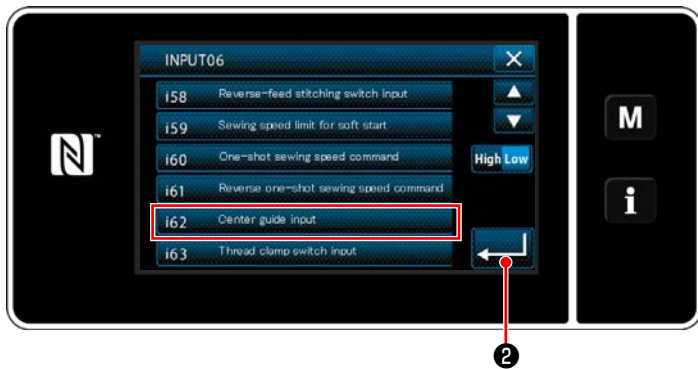 INPUT06
i58 Reverse-feed stitching switch input
i59 Sewing speed limit for soft start
i60 One-shot sewing speed command
High Low
i61 Reverse one-shot sewing speed command
i62 Center guide input
i63 Thread clamp switch input
N
M
i
❷